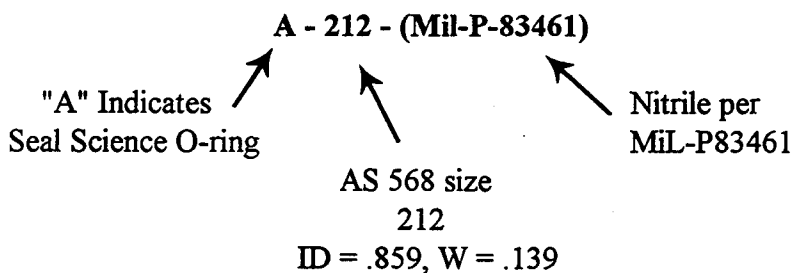 A - 212 - (Mil-P-83461)
"A" Indicates
Seal Science O-ring
Nitrile per
MiL-P83461
AS 568 size
212
ID = .859, W = .139